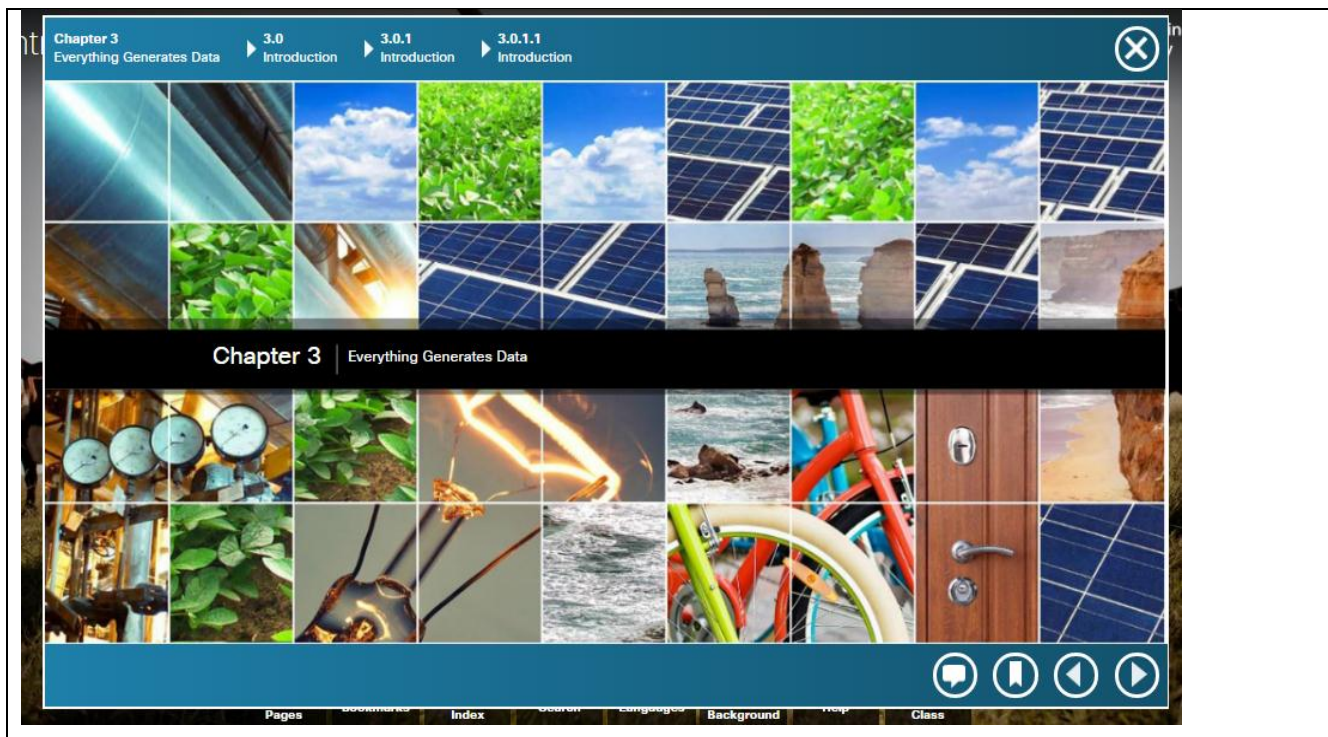 Chapter 3
Everything Generates Data
3.0
Introduction
3.0.1
Introduction
3.0.1.1
Introduction
Chapter 3
Everything Generates Data
Pages
Index
Background
Class